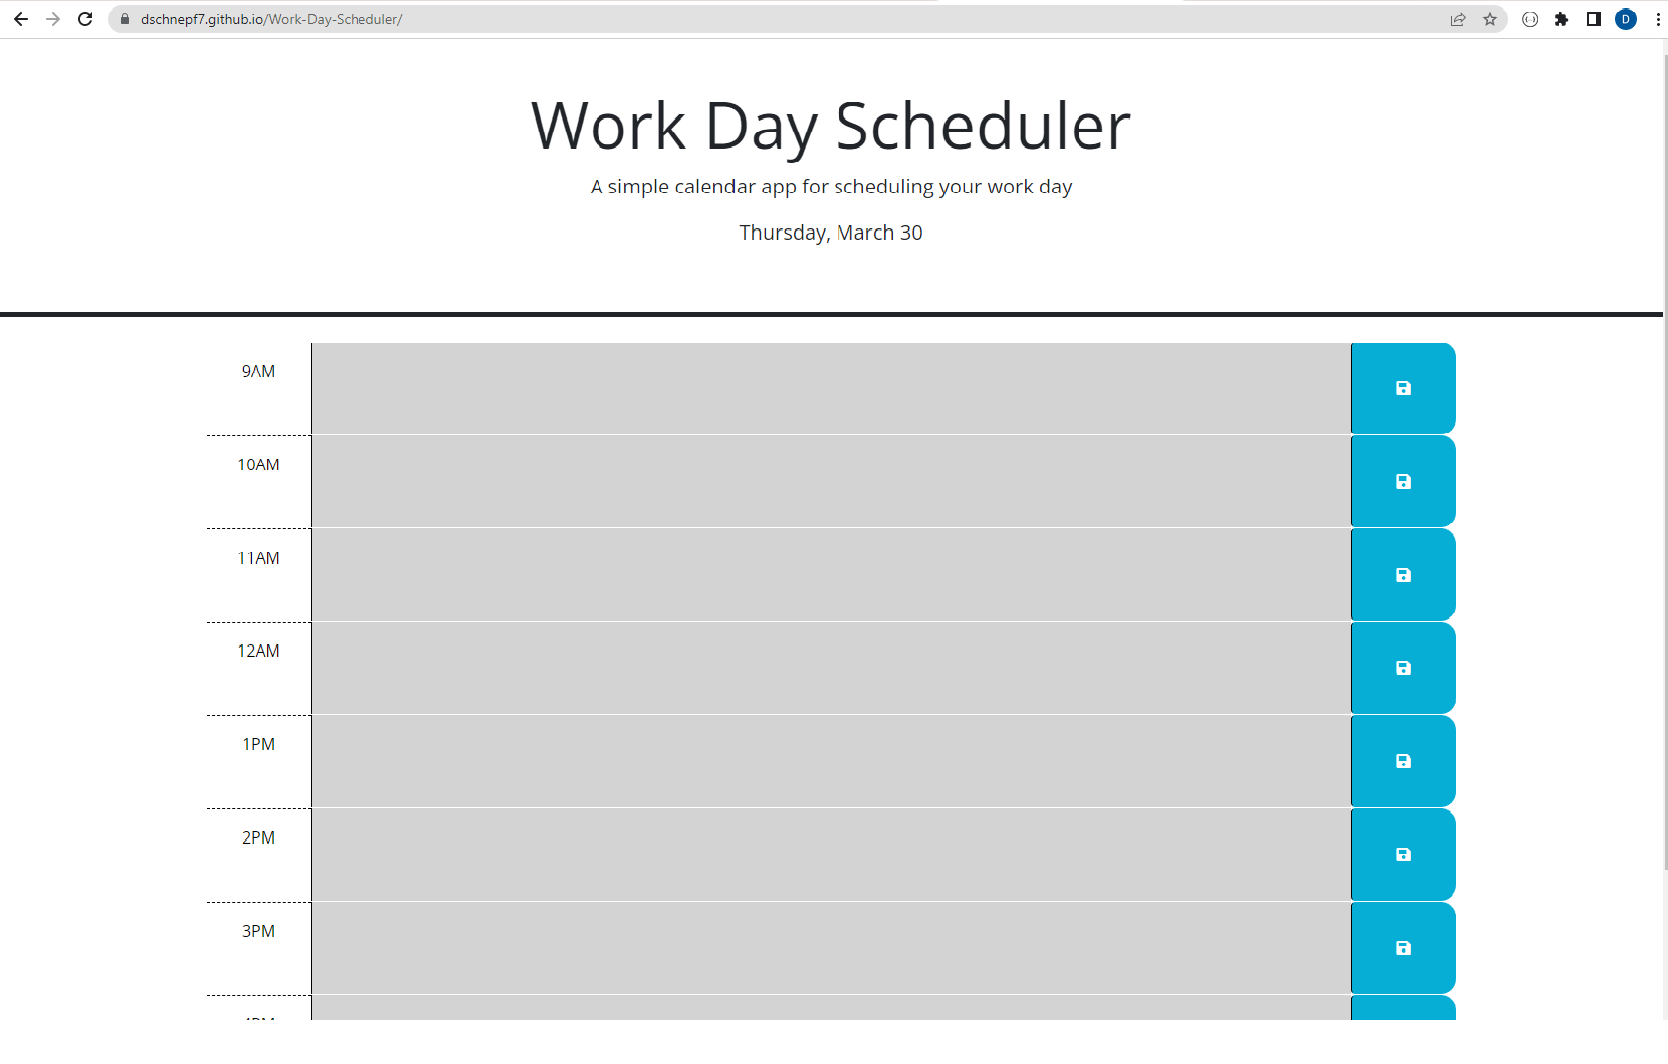 dschnepf7.github.io/Work-Day-Scheduler/
D
Work Day Scheduler
A simple calendar app for scheduling your work day
Thursday, March 30
9AM
10AM
11AM
12AM
1PM
2PM
3PM